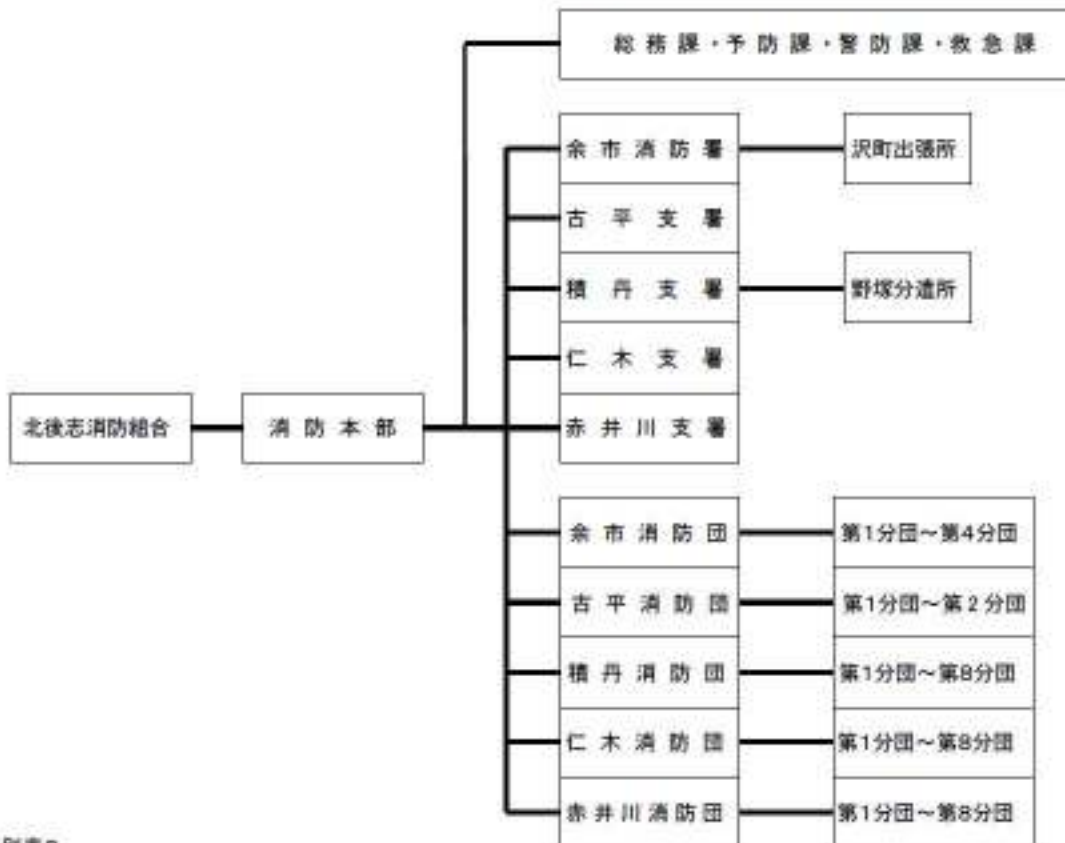 総務課・予防課・警防課・救急課
余市消防署
沢町出張所
古平支署
積丹支署
野塚分遣所
仁木支署
北後志消防組合
消防本部
赤井川支署
余市消防団
第1分団～第4分団
古平消防団
第1分団～第2分団
積丹消防団
第1分団～第8分団
仁木消防団
第1分団～第8分団
赤井川消防団
第1分団～第8分団